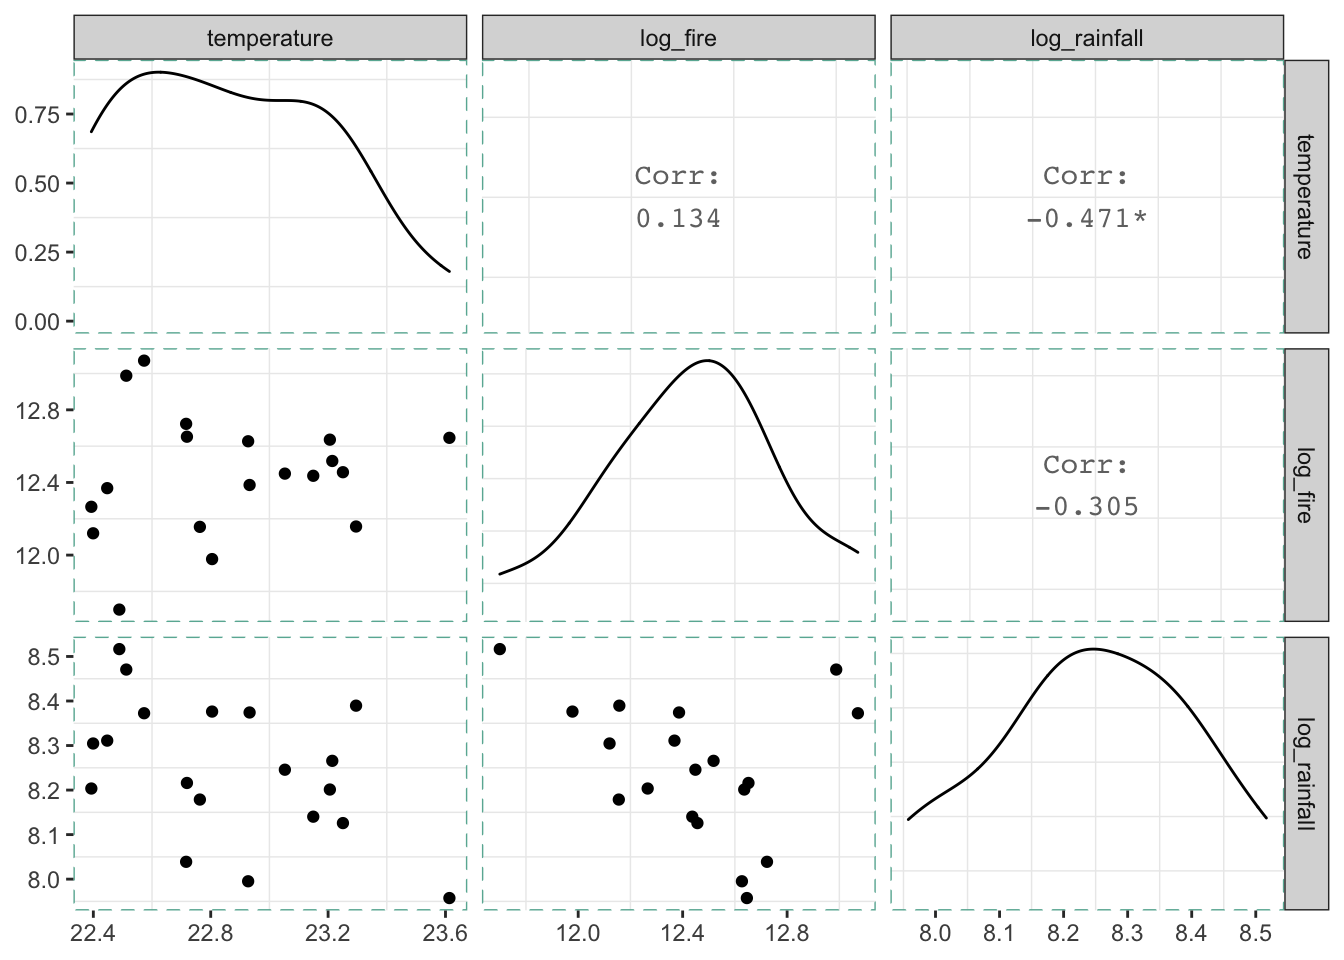 temperature log_fire log_rainfall
0.75
0.50
0.25
0.00
Corr:
0.134
Corr:
-0.471*
temperature
12.8
12.4
12.0
Corr:
-0.305
log_fire
8.5
8.4
8.3
8.2
8.1
8.0
log_rainfall
22.4 22.8 23.2 23.6 12.0 12.4 12.8 8.0 8.1 8.2 8.3 8.4 8.5